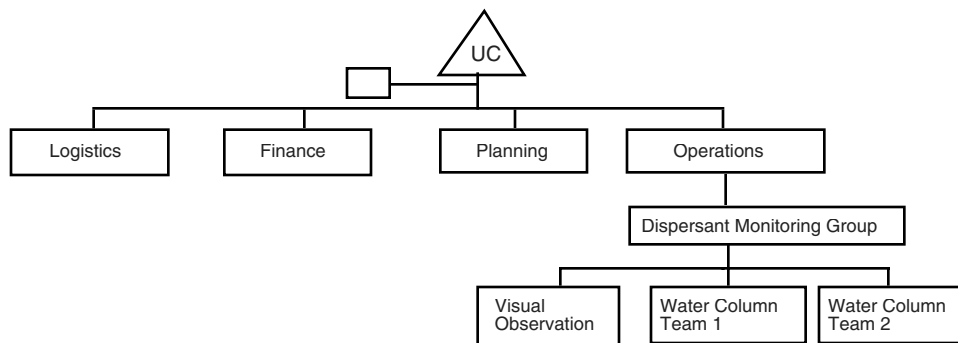 UC
Logistics
Finance
Planning
Operations
Dispersant Monitoring Group
Visual
Observation
Water Column
Team 1
Water Column
Team 2